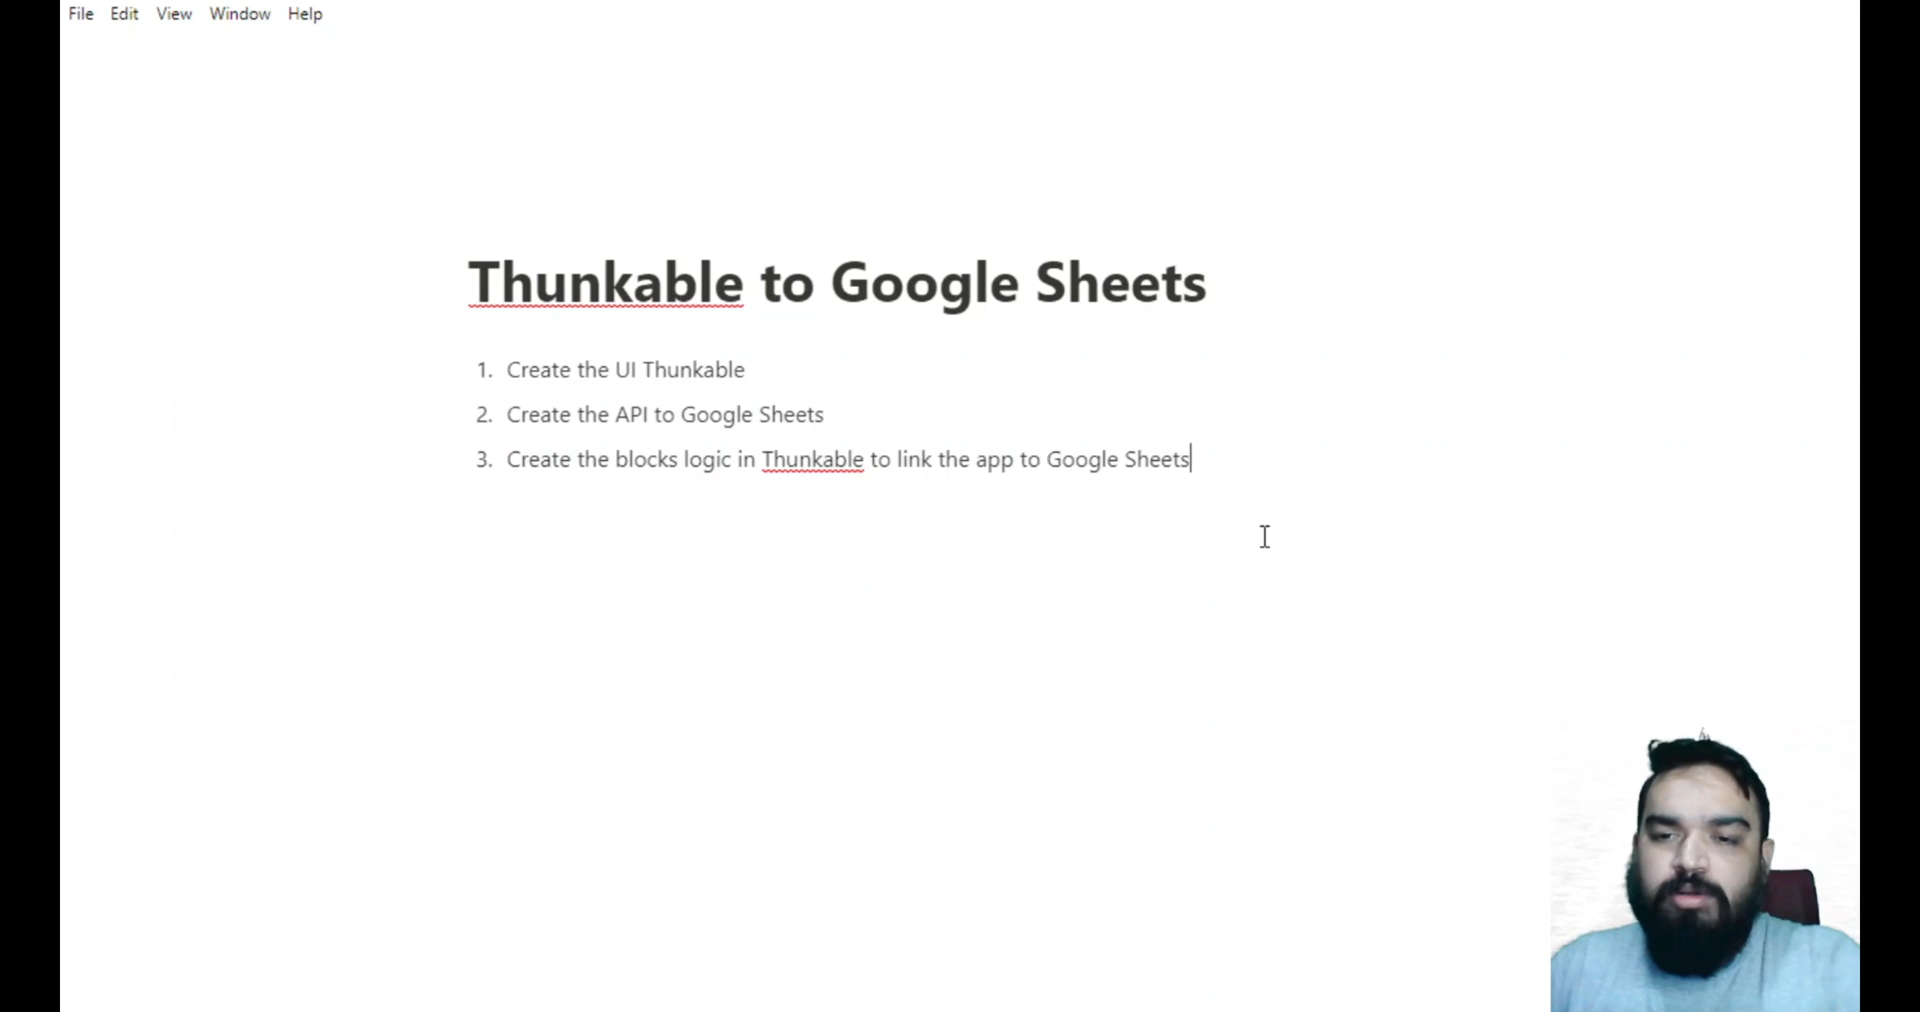 File Edit View Window Help
Thunkable to Google Sheets
1. Create the UI Thunkable
2. Create the API to Google Sheets
3. Create the blocks logic in Thunkable to link the app to Google Sheets